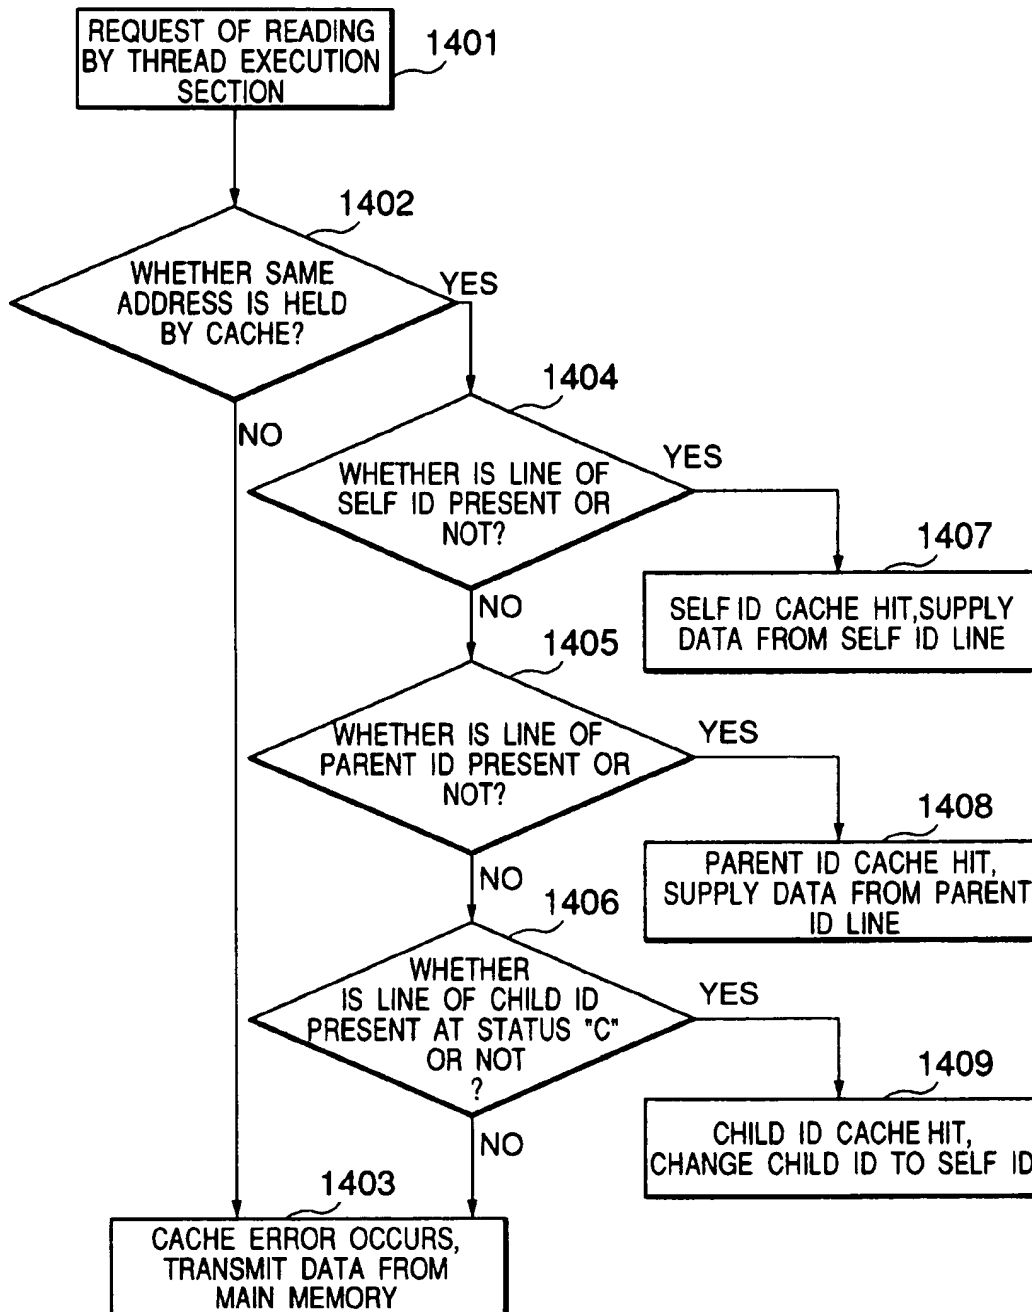 REQUEST OF READING
BY THREAD EXECUTION
SECTION
1401
1402
WHETHER SAME
ADDRESS IS HELD
BY CACHE?
YES
NO
1404
WHETHER IS LINE OF
SELF ID PRESENT OR
NOT?
YES
NO
1407
SELF ID CACHE HIT,SUPPLY
DATA FROM SELF ID LINE
1405
WHETHER IS LINE OF
PARENT ID PRESENT OR
NOT?
YES
NO
1408
PARENT ID CACHE HIT,
SUPPLY DATA FROM PARENT
ID LINE
1406
WHETHER
IS LINE OF CHILD ID
PRESENT AT STATUS "C"
OR NOT
?
YES
NO
1409
CHILD ID CACHE HIT,
CHANGE CHILD ID TO SELF ID
1403
CACHE ERROR OCCURS,
TRANSMIT DATA FROM
MAIN MEMORY